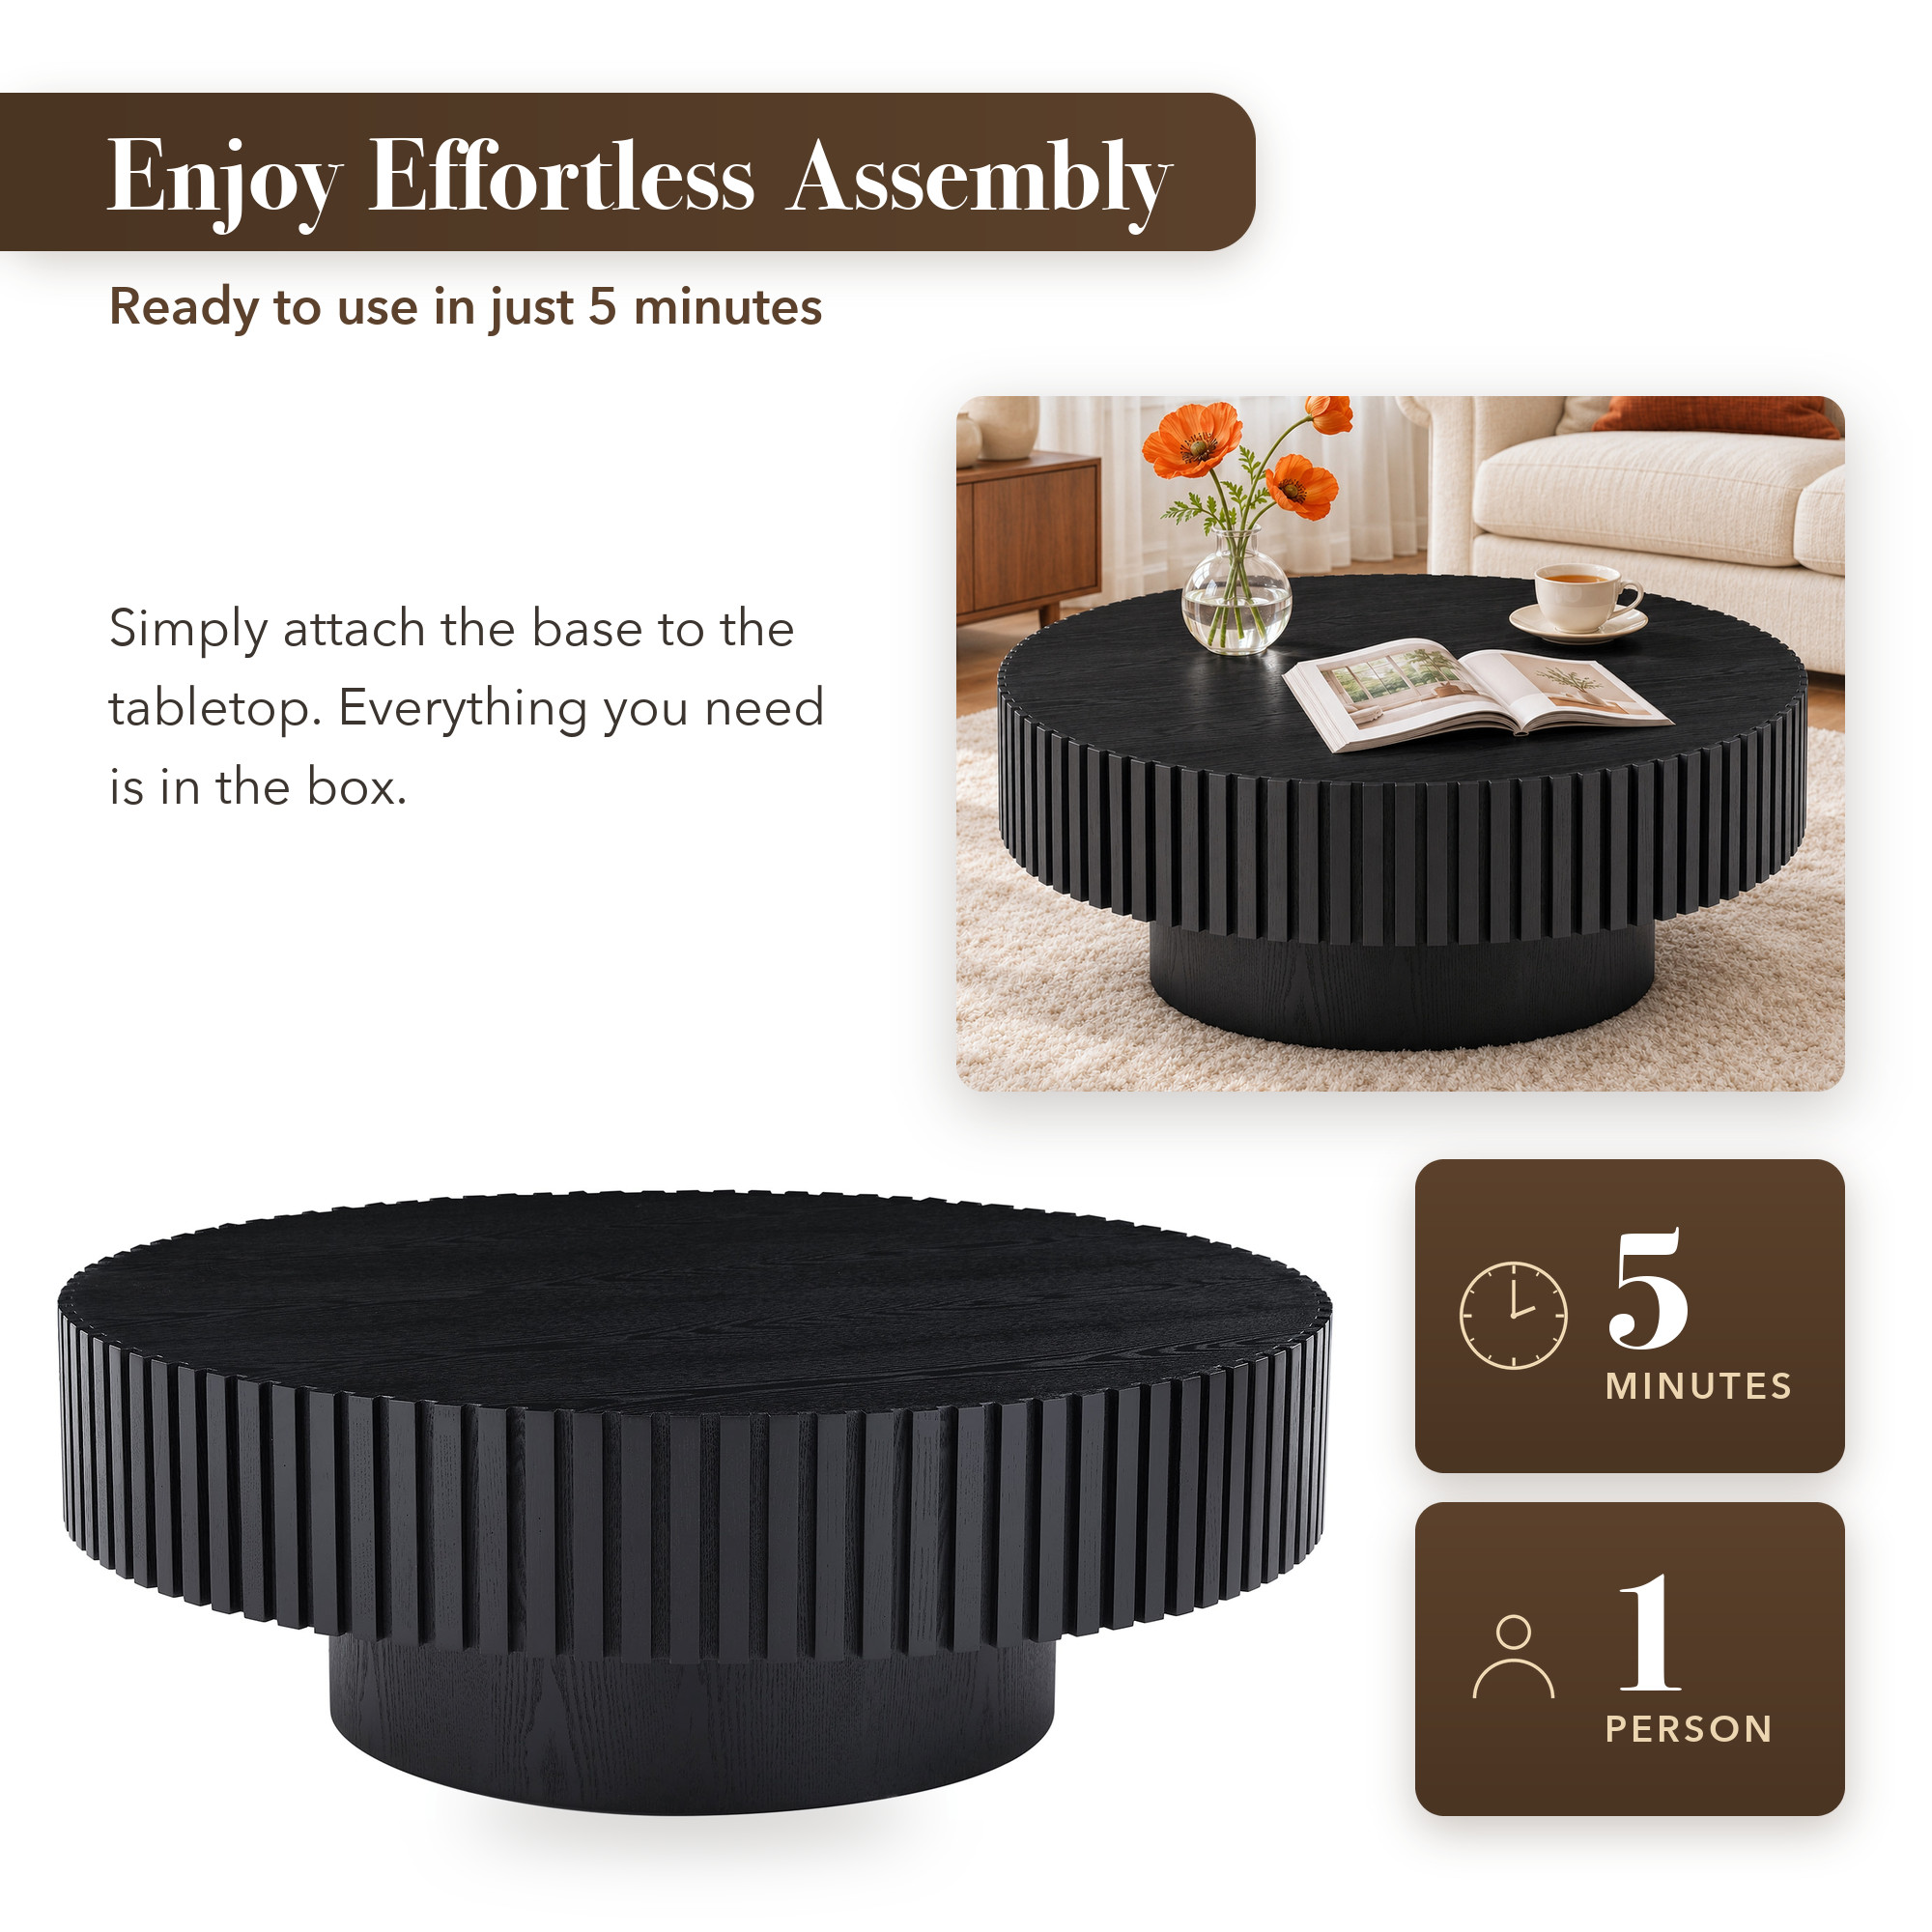 Enjoy Effortless Assembly
Ready to use in just 5 minutes
Simply attach the base to the
tabletop. Everything you need
is in the box.
5
MINUTES
1
PERSON